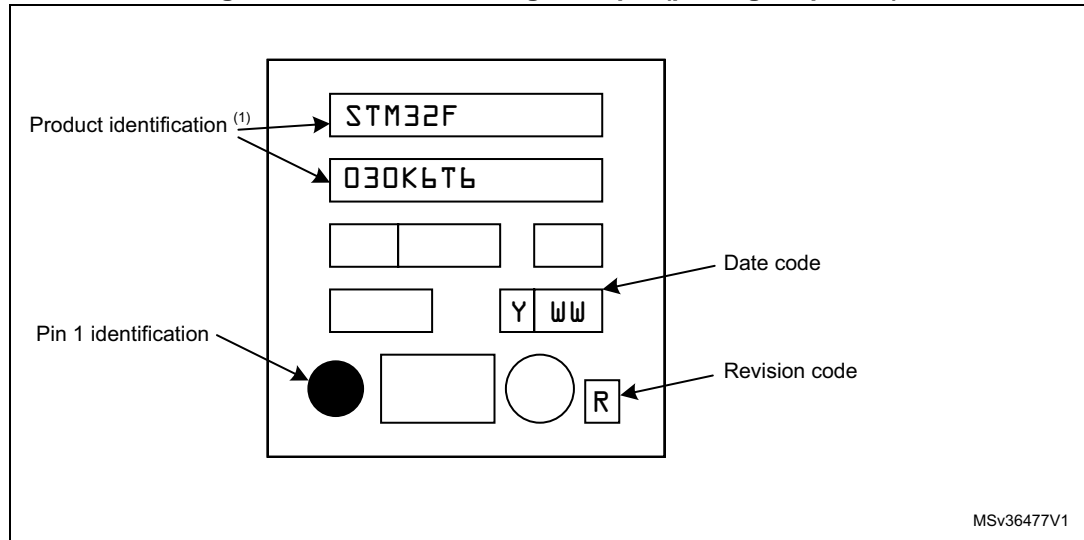 STM32F
Product identification (1)
030K6T6
Date code
Y WW
Pin 1 identification
Revision code
R
MSv36477V1